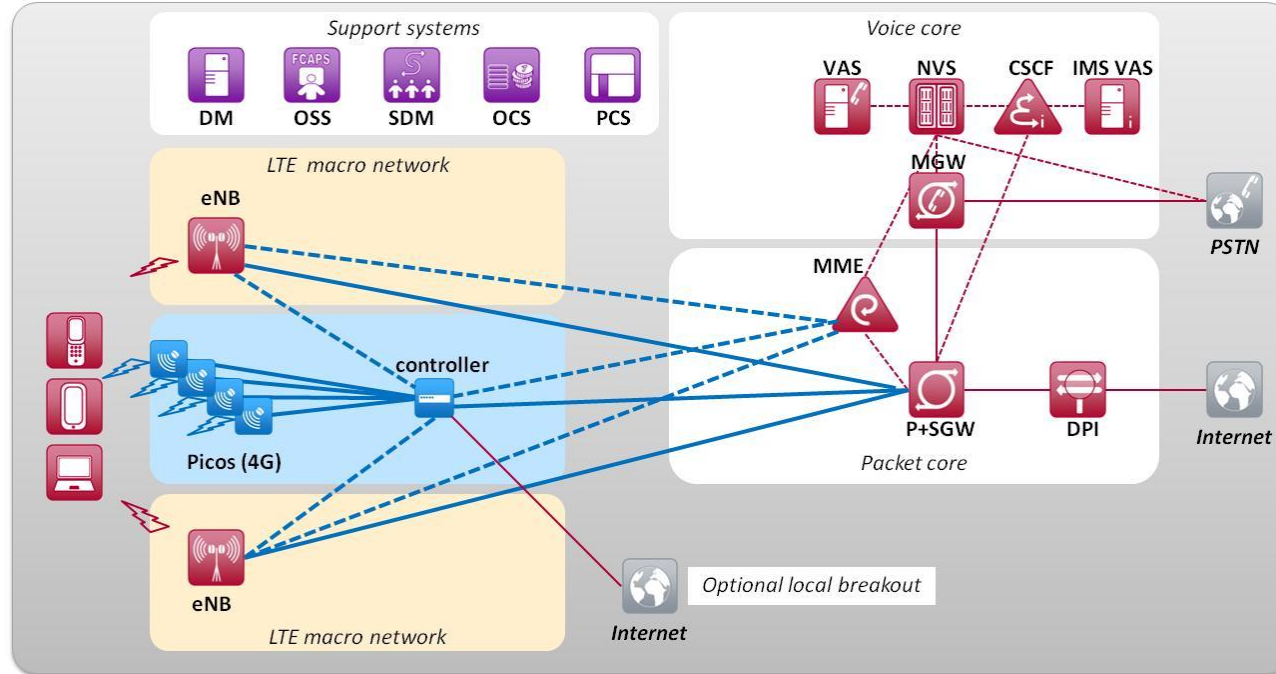 Support systems
FCAPS
DM
OSS
SDM
OCS
PCS
Voice core
VAS
NVS
CSCF
IMS VAS
i
i
MGW
PSTN
LTE macro network
eNB
MME
controller
Picos (4G)
P+SGW
DPI
Internet
Packet core
eNB
LTE macro network
Optional local breakout
Internet